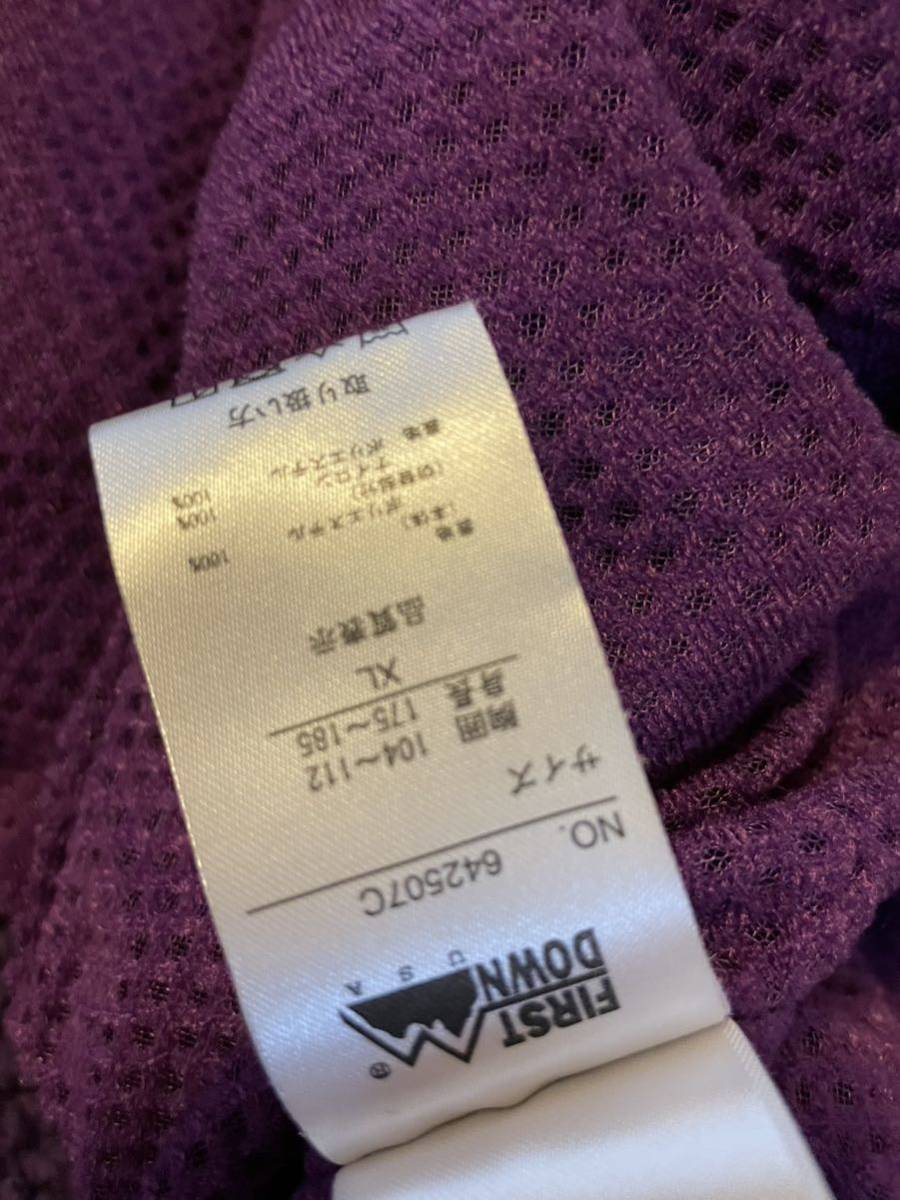 FIRST
DOWN
USA
®
NO. 642507C
サイズ
胸囲 104~112
身長 175~185
XL
品質表示
表地
(本体)
ポリエステル 100%
(切替部分)
ナイロン 100%
裏地 ポリエステル 100%
取り扱い方